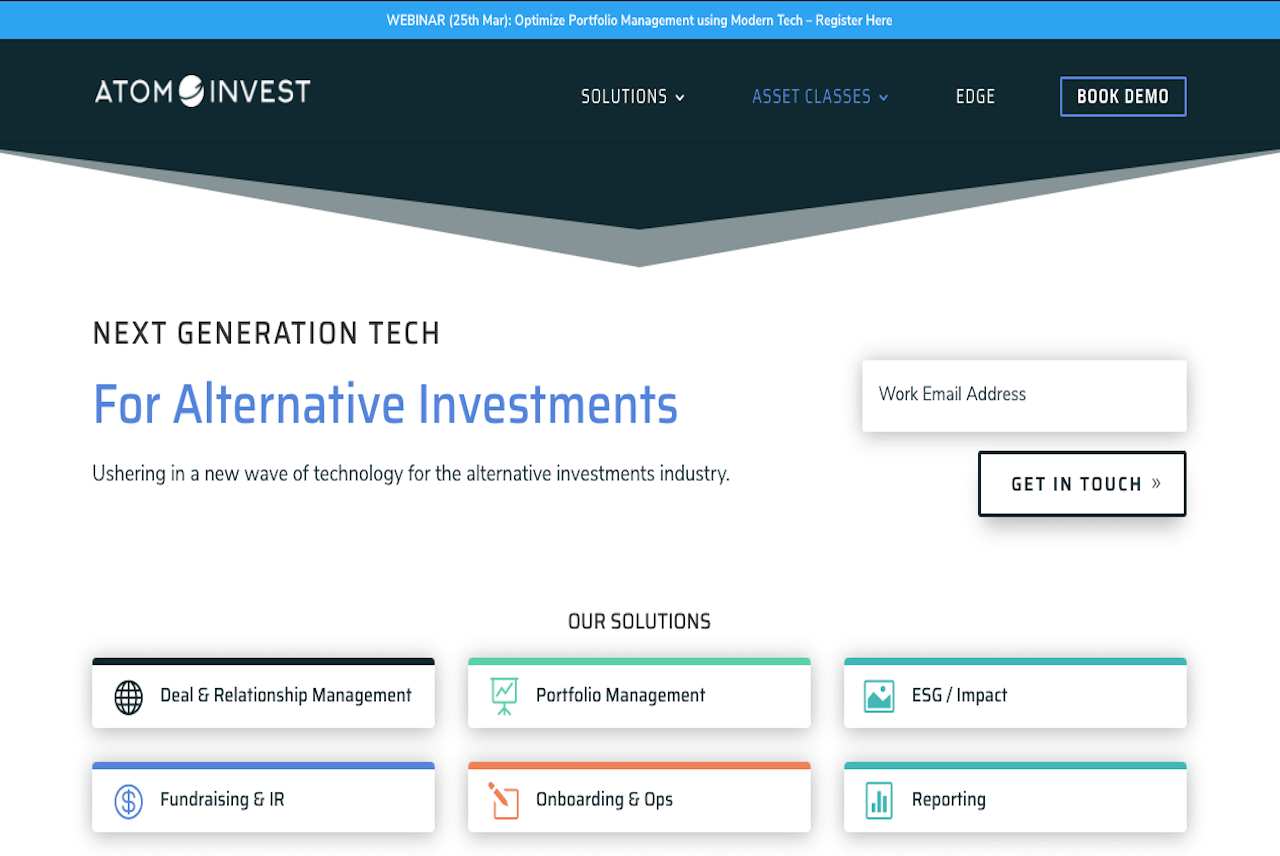 WEBINAR (25th Mar): Optimize Portfolio Management using Modern Tech – Register Here
ATOM INVEST
SOLUTIONS
ASSET CLASSES
EDGE
BOOK DEMO
NEXT GENERATION TECH
For Alternative Investments
Ushering in a new wave of technology for the alternative investments industry.
Work Email Address
GET IN TOUCH »
OUR SOLUTIONS
Deal & Relationship Management
Portfolio Management
ESG / Impact
Fundraising & IR
Onboarding & Ops
Reporting